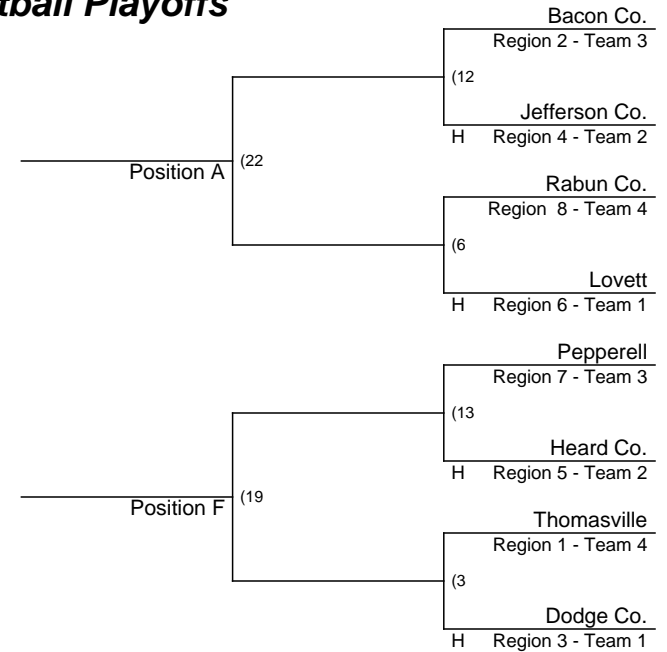 tball Playoffs
Bacon Co.
Region 2 - Team 3
(12
Jefferson Co.
H Region 4 - Team 2
Position A (22
Rabun Co.
Region 8 - Team 4
(6
Lovett
H Region 6 - Team 1
Pepperell
Region 7 - Team 3
(13
Heard Co.
H Region 5 - Team 2
Position F (19
Thomasville
Region 1 - Team 4
(3
Dodge Co.
H Region 3 - Team 1